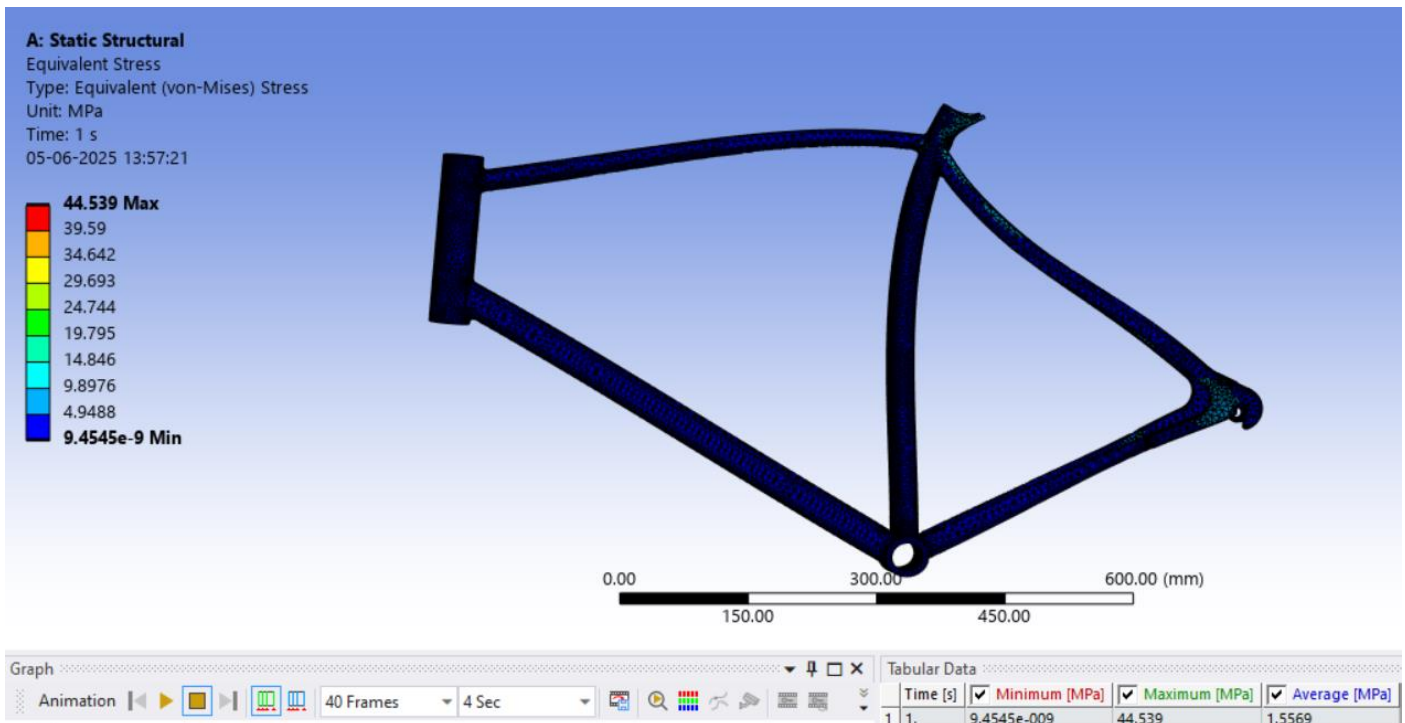 A: Static Structural
Equivalent Stress
Type: Equivalent (von-Mises) Stress
Unit: MPa
Time: 1 s
05-06-2025 13:57:21
44.539 Max
39.59
34.642
29.693
24.744
19.795
14.846
9.8976
4.9488
9.4545e-9 Min
0.00 300.00 600.00 (mm)
150.00 450.00
Graph
Animation 40 Frames 4 Sec
Tabular Data
Time [s] Minimum [MPa] Maximum [MPa] Average [MPa]
1 1. 9.4545e-009 44.539 1.5569